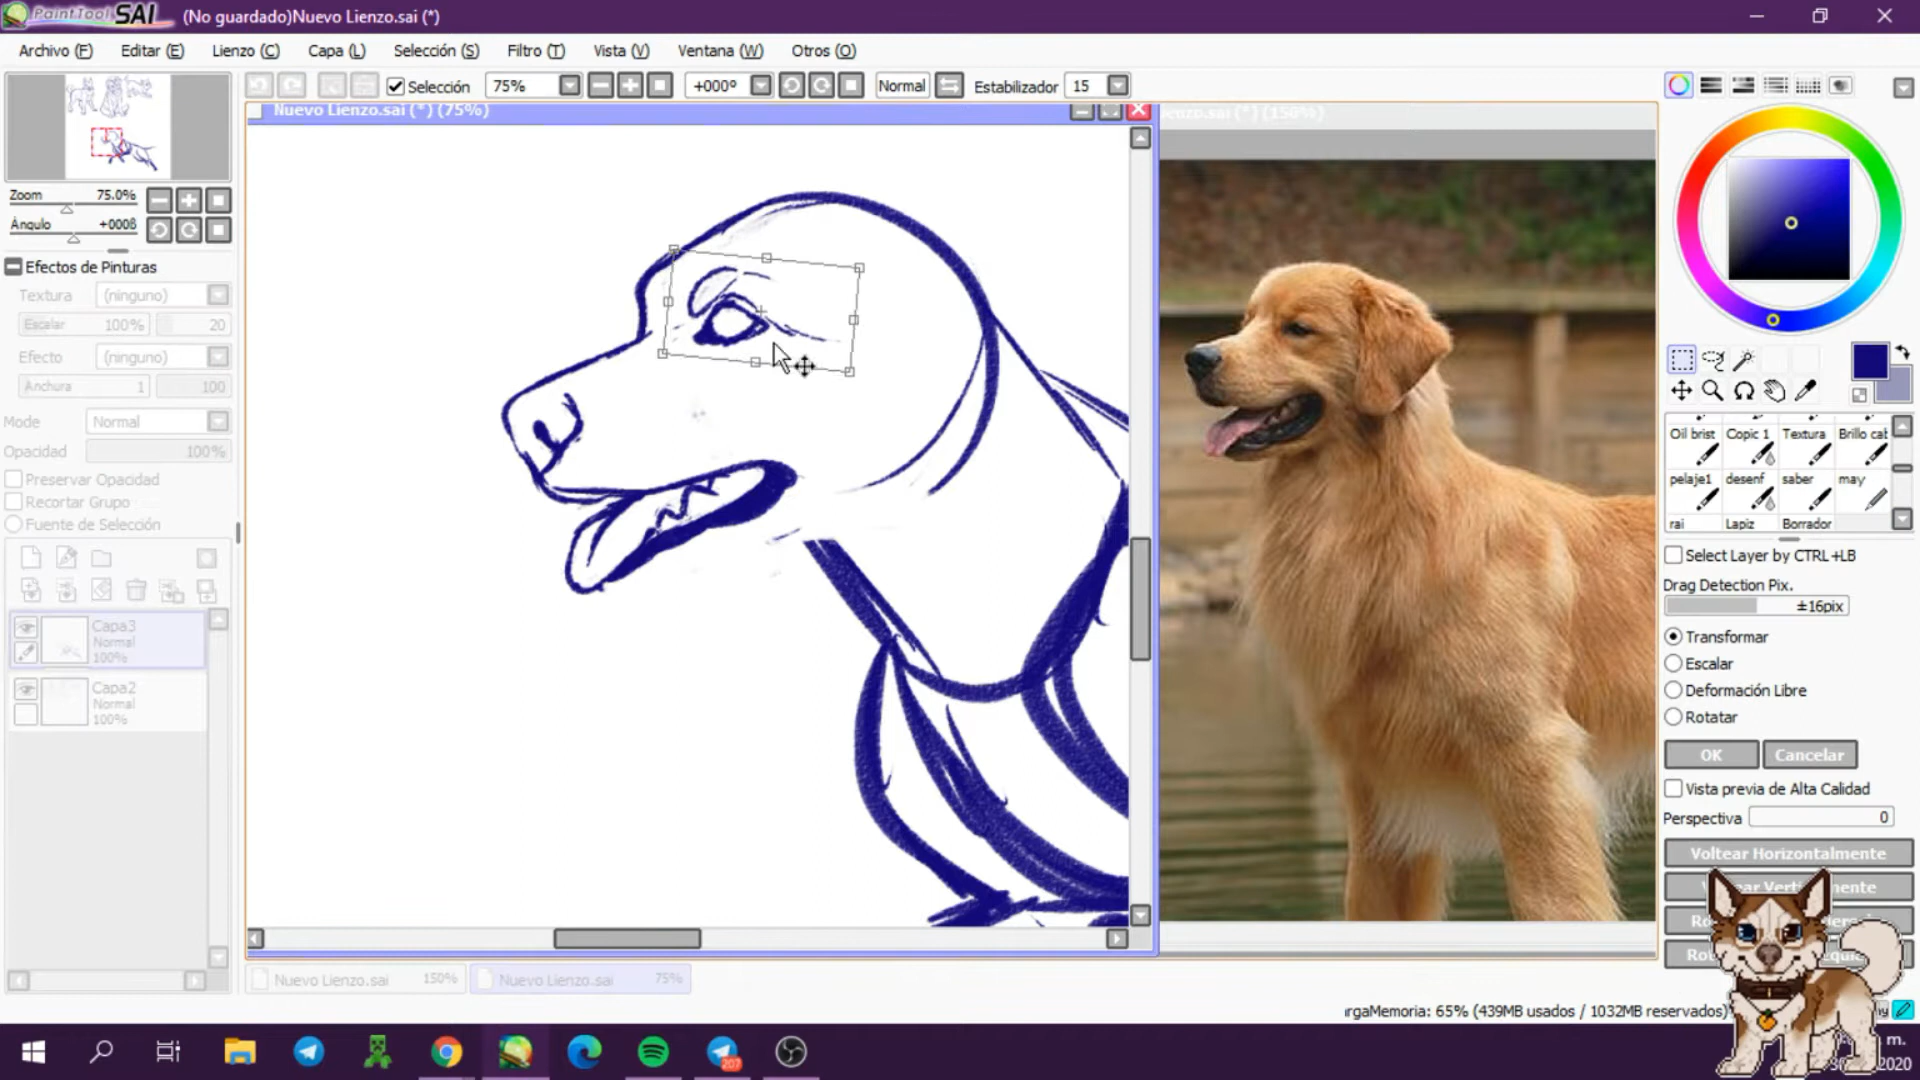 PaintTool SAI (No guardado)Nuevo Lienzo.sai (*)
Archivo (F) Editar (E) Lienzo (C) Capa (L) Selección (S) Filtro (T) Vista (V) Ventana (W) Otros (O)
Selección 75% +000º Normal Estabilizador 15
Nuevo Lienzo.sai (*) (75%)
ienzo.sai (*) (150%)
Zoom 75.0%
Ángulo +000ß
Efectos de Pinturas
Textura (ninguno)
Escalar 100% 20
Efecto (ninguno)
Anchura 1 100
Mode Normal
Opacidad 100%
Preservar Opacidad
Recortar Grupo
Fuente de Selección
Capa3
Normal
100%
Capa2
Normal
100%
Oil brist Copic 1 Textura Brillo cat
pelaje1 desenf saber may
rai Lapiz Borrador
Select Layer by CTRL+LB
Drag Detection Pix.
±16pix
Transformar
Escalar
Deformación Libre
Rotatar
OK Cancelar
Vista previa de Alta Calidad
Perspectiva 0
Voltear Horizontalmente
Nuevo Lienzo.sai 150% Nuevo Lienzo.sai 75%
rgaMemoria: 65% (439MB usados / 1032MB reservados)
207
m.
2020